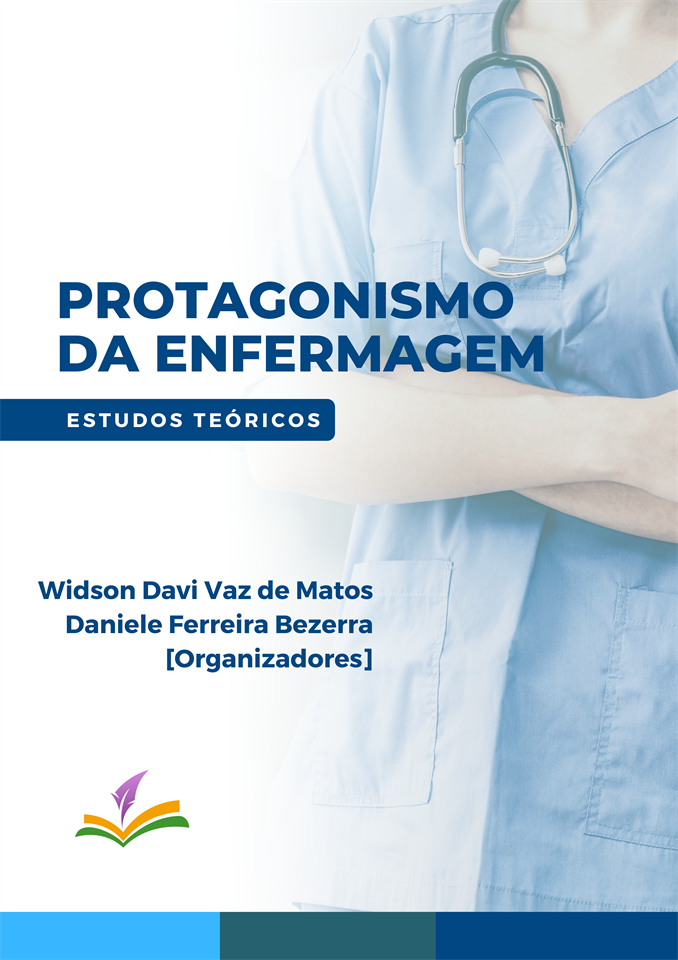 PROTAGONISMO
DA ENFERMAGEM
ESTUDOS TEÓRICOS
Widson Davi Vaz de Matos
Daniele Ferreira Bezerra
[Organizadores]